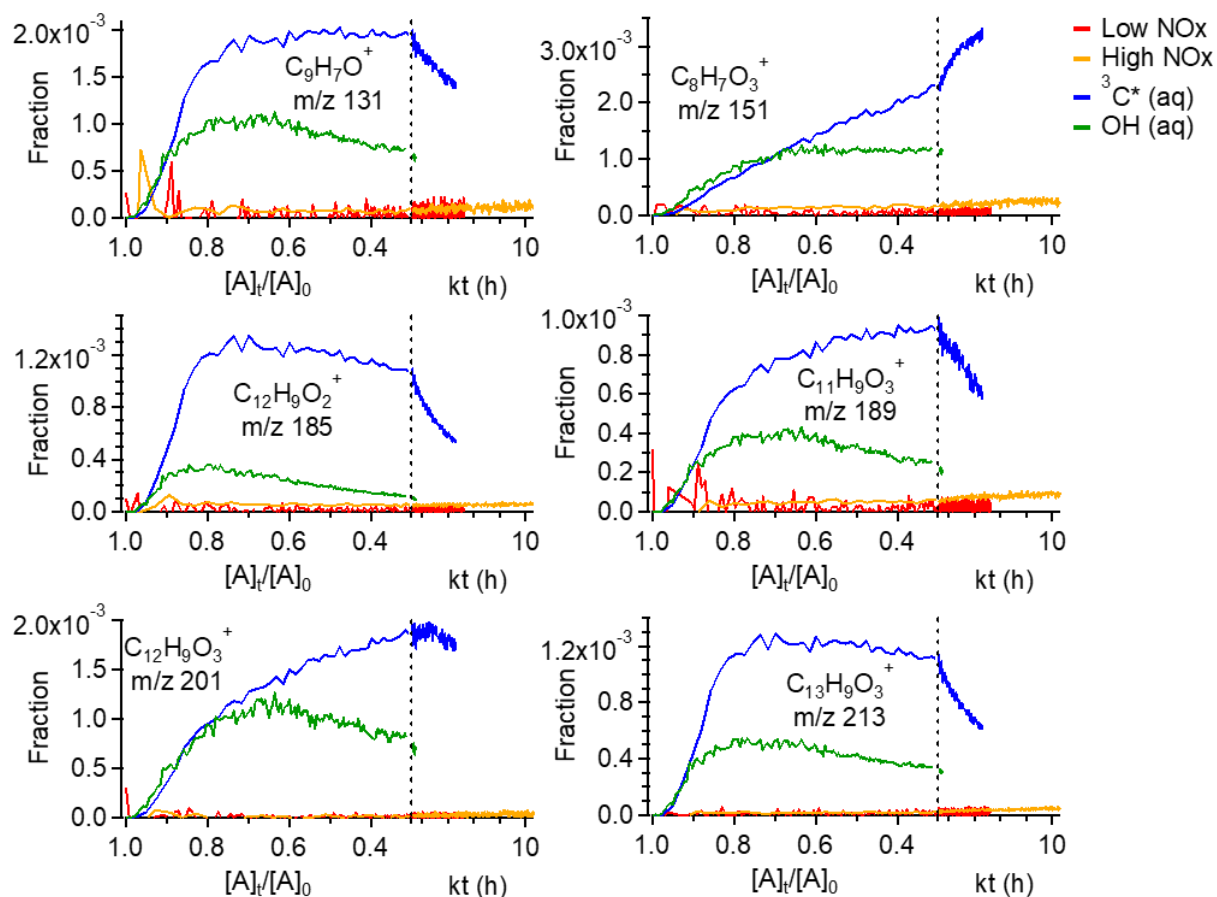 2.0x10⁻³
1.5
1.0
0.5
0.0
Fraction
C₉H₇O⁺
m/z 131
1.0 0.8 0.6 0.4 10
[A]ₜ/[A]₀ kt (h)
3.0x10⁻³
2.0
1.0
0.0
Fraction
C₈H₇O₃⁺
m/z 151
1.0 0.8 0.6 0.4 10
[A]ₜ/[A]₀ kt (h)
Low NOx
High NOx
³C* (aq)
OH (aq)
1.2x10⁻³
0.8
0.4
0.0
Fraction
C₁₂H₉O₂⁺
m/z 185
1.0 0.8 0.6 0.4 10
[A]ₜ/[A]₀ kt (h)
1.0x10⁻³
0.8
0.6
0.4
0.2
0.0
Fraction
C₁₁H₉O₃⁺
m/z 189
1.0 0.8 0.6 0.4 10
[A]ₜ/[A]₀ kt (h)
2.0x10⁻³
1.5
1.0
0.5
0.0
Fraction
C₁₂H₉O₃⁺
m/z 201
1.0 0.8 0.6 0.4 10
[A]ₜ/[A]₀ kt (h)
1.2x10⁻³
0.8
0.4
0.0
Fraction
C₁₃H₉O₃⁺
m/z 213
1.0 0.8 0.6 0.4 10
[A]ₜ/[A]₀ kt (h)